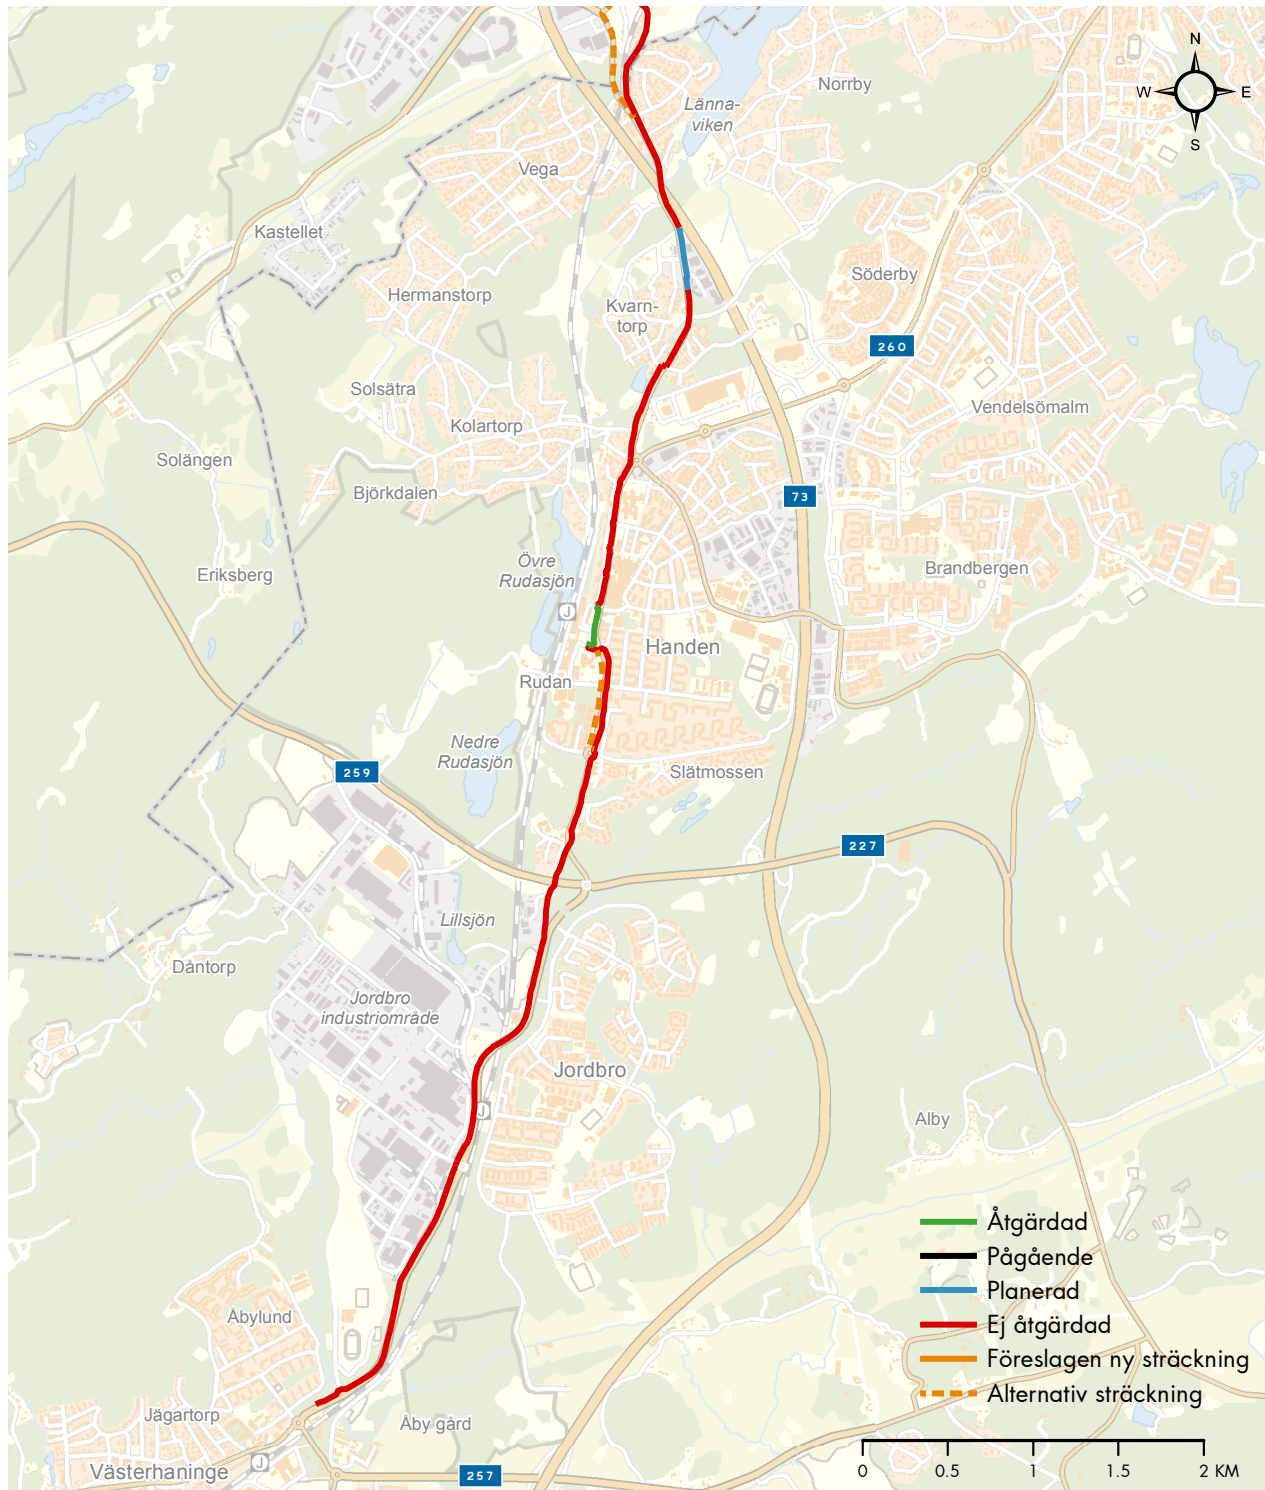 N
W
E
S
Norrby
Länna-
viken
Vega
Kastellet
Söderby
Hermanstorp
Kvarn-
torp
260
Solsätra
Vendelsömalm
Kolartorp
Solängen
Björkdalen
73
Övre
Rudasjön
Brandbergen
Eriksberg
J
Handen
Rudan
Nedre
Rudasjön
Slätmossen
259
227
Lillsjön
Dåntorp
Jordbro
industriområde
Jordbro
J
Alby
Åtgärdad
Pågående
Planerad
Ej åtgärdad
Föreslagen ny sträckning
Alternativ sträckning
Åbylund
Jägartorp
Åby gård
J
Västerhaninge
257
0 0.5 1 1.5 2 KM